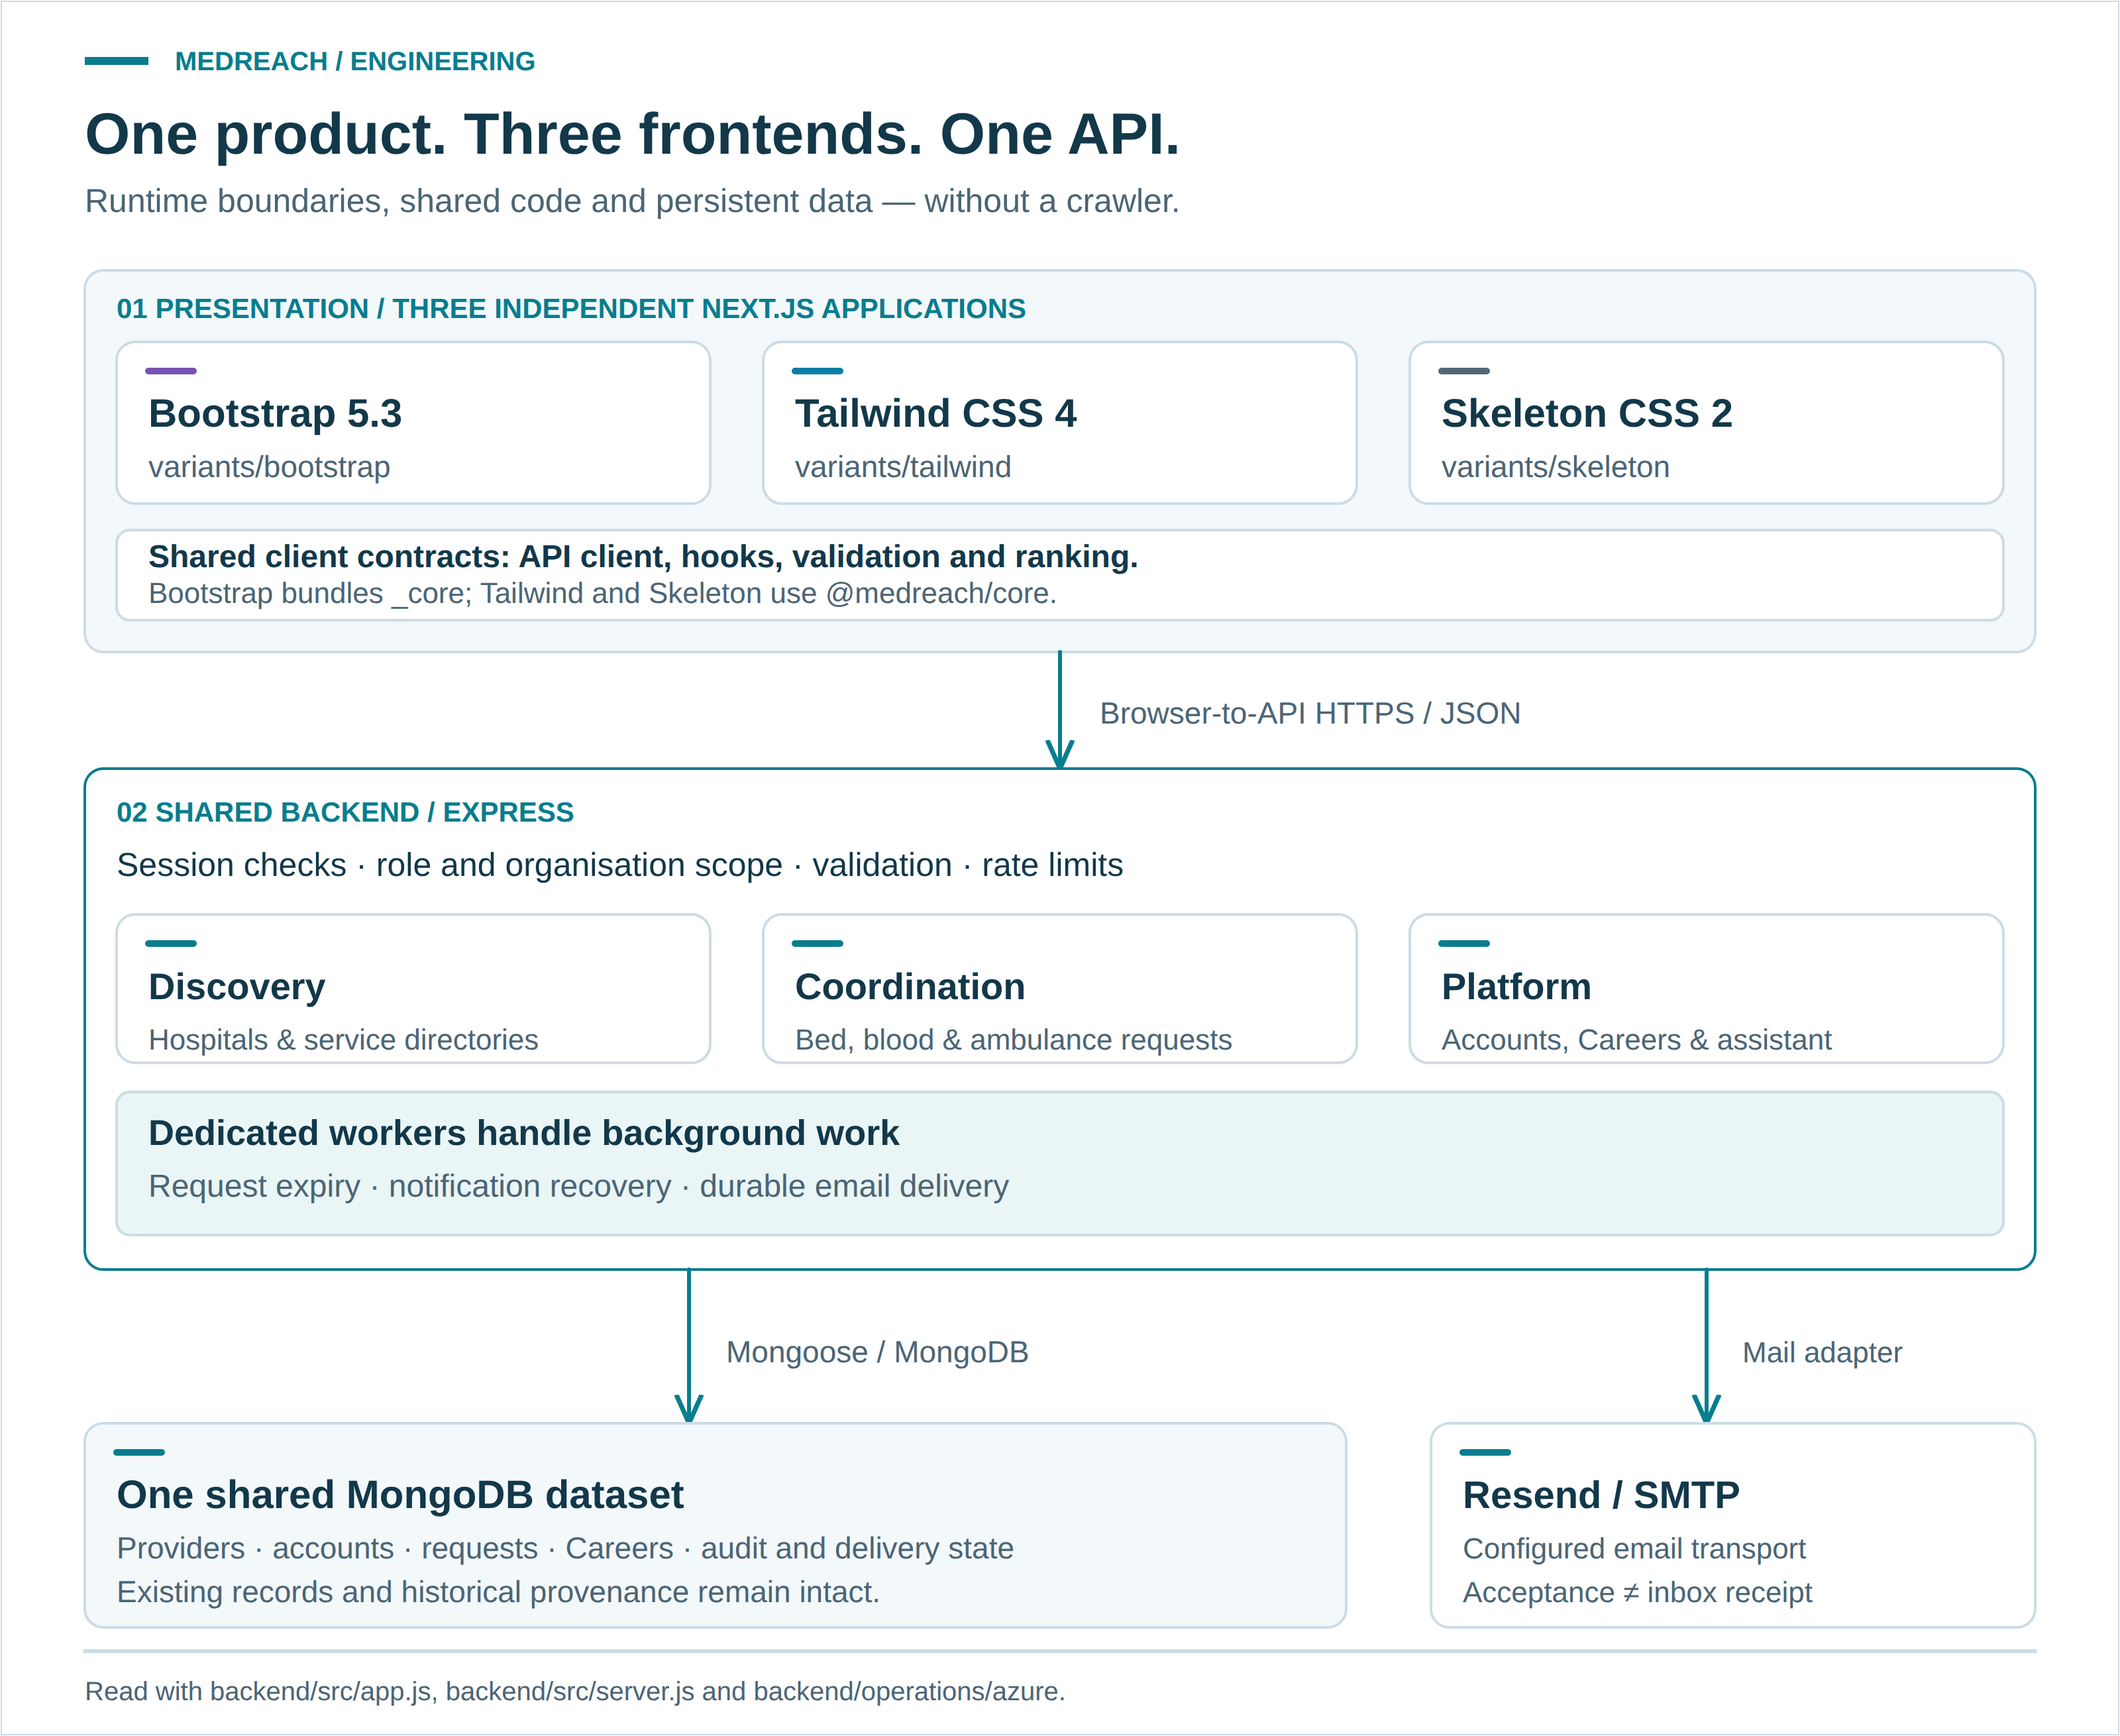 MEDREACH / ENGINEERING
One product. Three frontends. One API.
Runtime boundaries, shared code and persistent data — without a crawler.
01 PRESENTATION / THREE INDEPENDENT NEXT.JS APPLICATIONS
Bootstrap 5.3
variants/bootstrap
Tailwind CSS 4
variants/tailwind
Skeleton CSS 2
variants/skeleton
Shared client contracts: API client, hooks, validation and ranking.
Bootstrap bundles _core; Tailwind and Skeleton use @medreach/core.
Browser-to-API HTTPS / JSON
02 SHARED BACKEND / EXPRESS
Session checks · role and organisation scope · validation · rate limits
Discovery
Hospitals & service directories
Coordination
Bed, blood & ambulance requests
Platform
Accounts, Careers & assistant
Dedicated workers handle background work
Request expiry · notification recovery · durable email delivery
Mongoose / MongoDB
Mail adapter
One shared MongoDB dataset
Providers · accounts · requests · Careers · audit and delivery state
Existing records and historical provenance remain intact.
Resend / SMTP
Configured email transport
Acceptance ≠ inbox receipt
Read with backend/src/app.js, backend/src/server.js and backend/operations/azure.